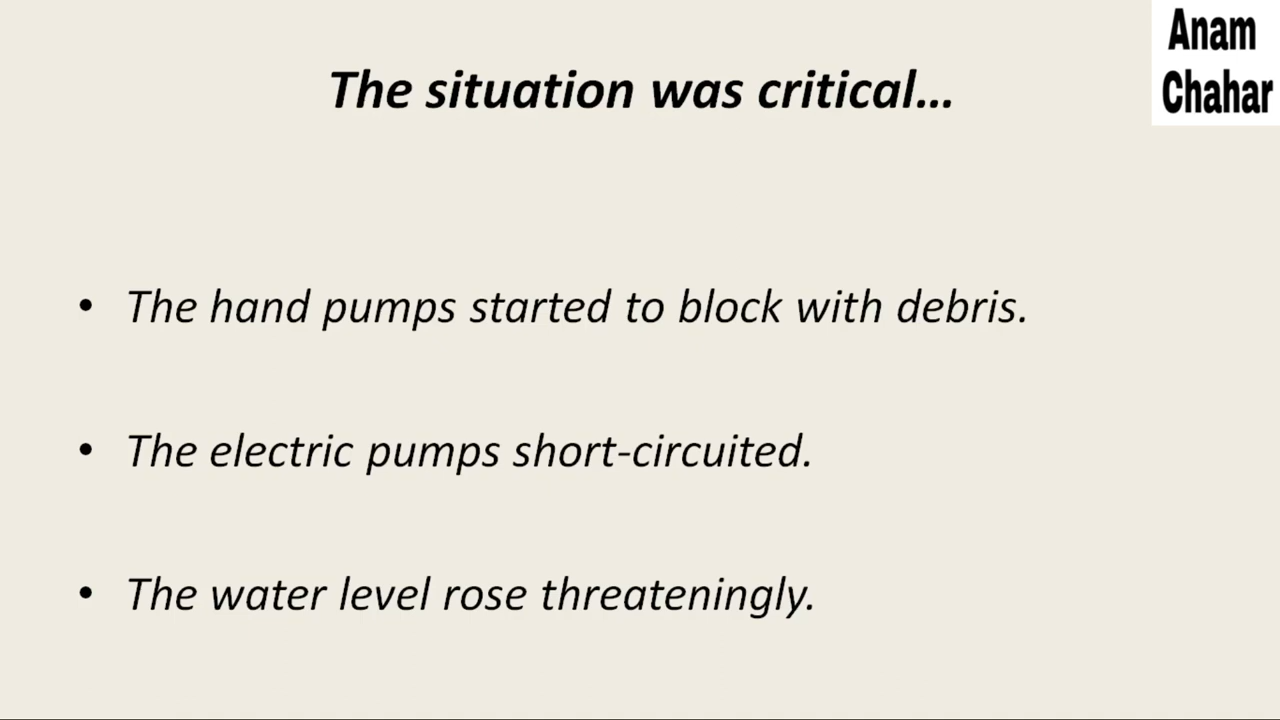 Anam
Chahar
The situation was critical...
• The hand pumps started to block with debris.
• The electric pumps short-circuited.
• The water level rose threateningly.